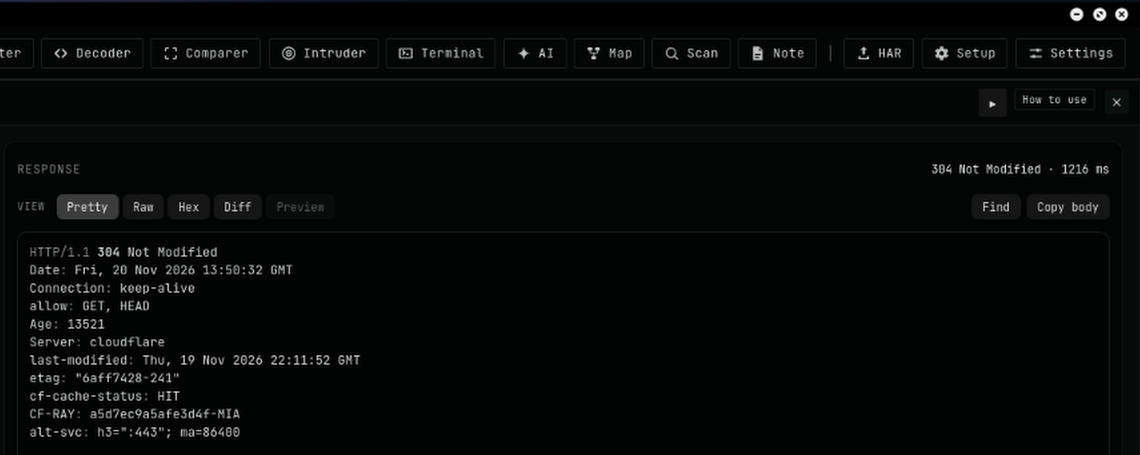 ter Decoder Comparer Intruder Terminal AI Map Scan Note | HAR Setup Settings
How to use
RESPONSE 304 Not Modified · 1216 ms
VIEW Pretty Raw Hex Diff Preview Find Copy body
HTTP/1.1 304 Not Modified
Date: Fri, 20 Nov 2026 13:50:32 GMT
Connection: keep-alive
allow: GET, HEAD
Age: 13521
Server: cloudflare
last-modified: Thu, 19 Nov 2026 22:11:52 GMT
etag: "6aff7428-241"
cf-cache-status: HIT
CF-RAY: a5d7ec9a5afe3d4f-MIA
alt-svc: h3=":443"; ma=86400